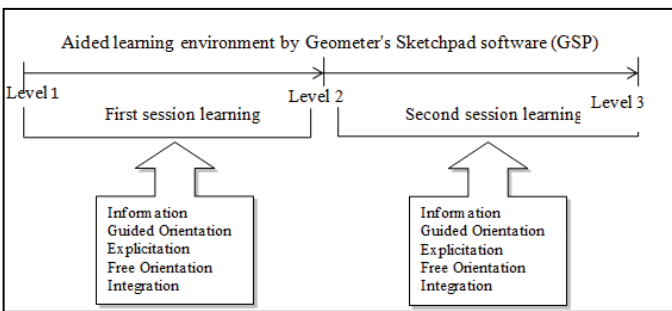 Aided learning environment by Geometer's Sketchpad software (GSP)
Level 1
Level 2
Level 3
First session learning
Second session learning
Information
Guided Orientation
Explicitation
Free Orientation
Integration
Information
Guided Orientation
Explicitation
Free Orientation
Integration